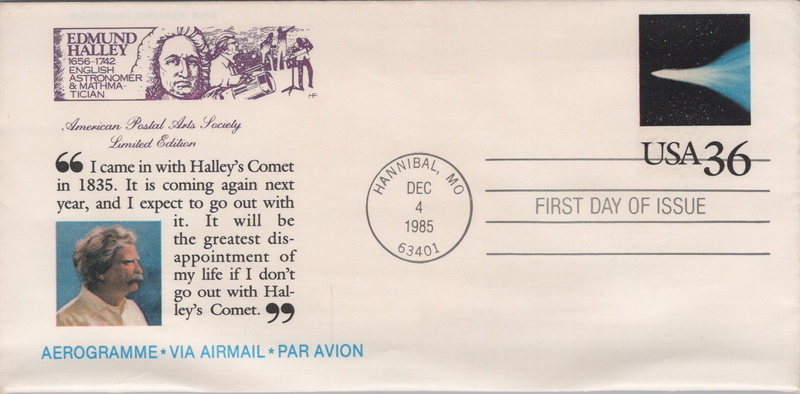 EDMUND
HALLEY
1656-1742
ENGLISH
ASTRONOMER
& MATHMA-
TICIAN
HF
American Postal Arts Society
Limited Edition
“I came in with Halley's Comet
in 1835. It is coming again next
year, and I expect to go out with
it. It will be
the greatest dis-
appointment of
my life if I don't
go out with Hal-
ley's Comet.”
AEROGRAMME★VIA AIRMAIL★PAR AVION
HANNIBAL, MO
DEC
4
1985
63401
USA 36
FIRST DAY OF ISSUE